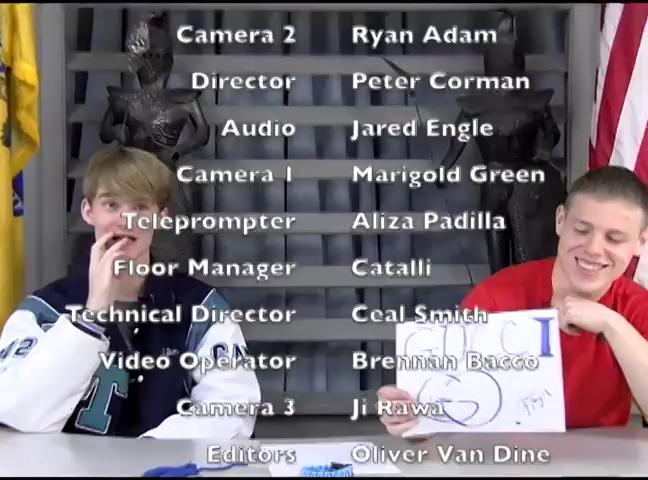 Camera 2 Ryan Adam
Director Peter Corman
Audio Jared Engle
Camera 1 Marigold Green
Teleprompter Aliza Padilla
Floor Manager Catalli
Technical Director Ceal Smith
Video Operator Brennan Bacco
Camera 3 Ji Rawa
Editors Oliver Van Dine
T